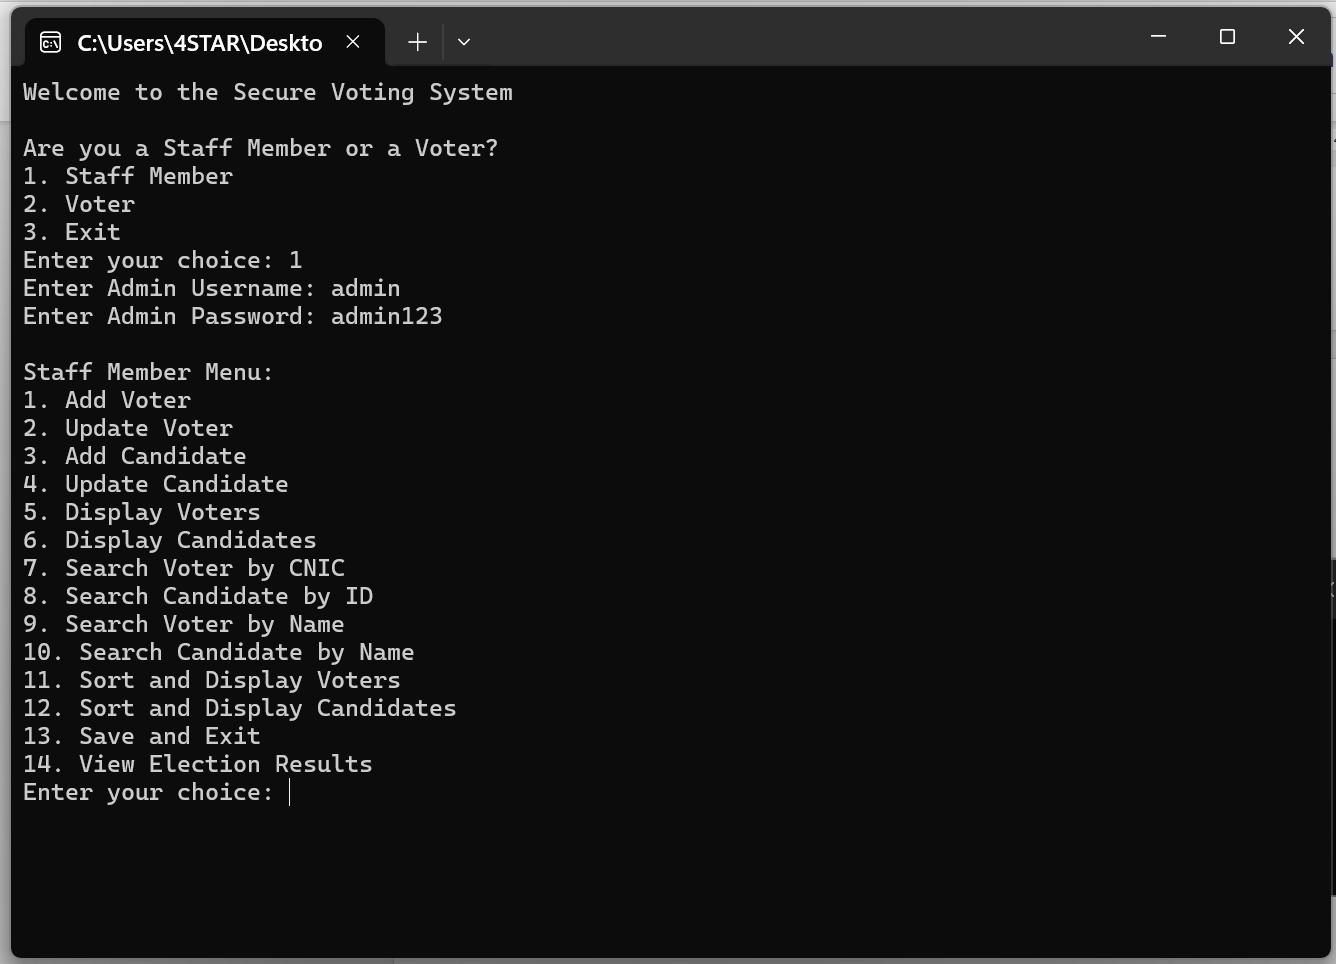 C:\Users\4STAR\Deskto
Welcome to the Secure Voting System
Are you a Staff Member or a Voter?
1. Staff Member
2. Voter
3. Exit
Enter your choice: 1
Enter Admin Username: admin
Enter Admin Password: admin123
Staff Member Menu:
1. Add Voter
2. Update Voter
3. Add Candidate
4. Update Candidate
5. Display Voters
6. Display Candidates
7. Search Voter by CNIC
8. Search Candidate by ID
9. Search Voter by Name
10. Search Candidate by Name
11. Sort and Display Voters
12. Sort and Display Candidates
13. Save and Exit
14. View Election Results
Enter your choice: